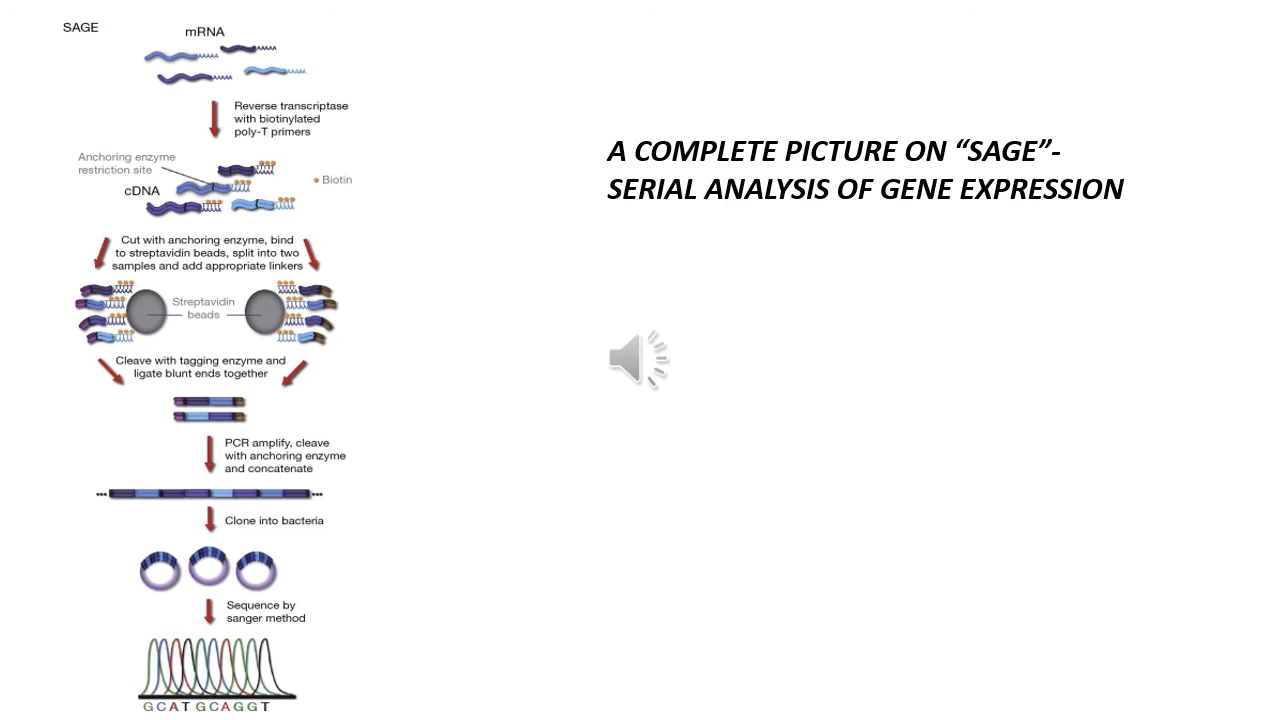 SAGE
mRNA
Reverse transcriptase
with biotinylated
poly-T primers
Anchoring enzyme
restriction site
cDNA
Biotin
Cut with anchoring enzyme, bind
to streptavidin beads, split into two
samples and add appropriate linkers
Streptavidin
beads
Cleave with tagging enzyme and
ligate blunt ends together
PCR amplify, cleave
with anchoring enzyme
and concatenate
Clone into bacteria
Sequence by
sanger method
GCATGCAGGT
A COMPLETE PICTURE ON “SAGE”-
SERIAL ANALYSIS OF GENE EXPRESSION